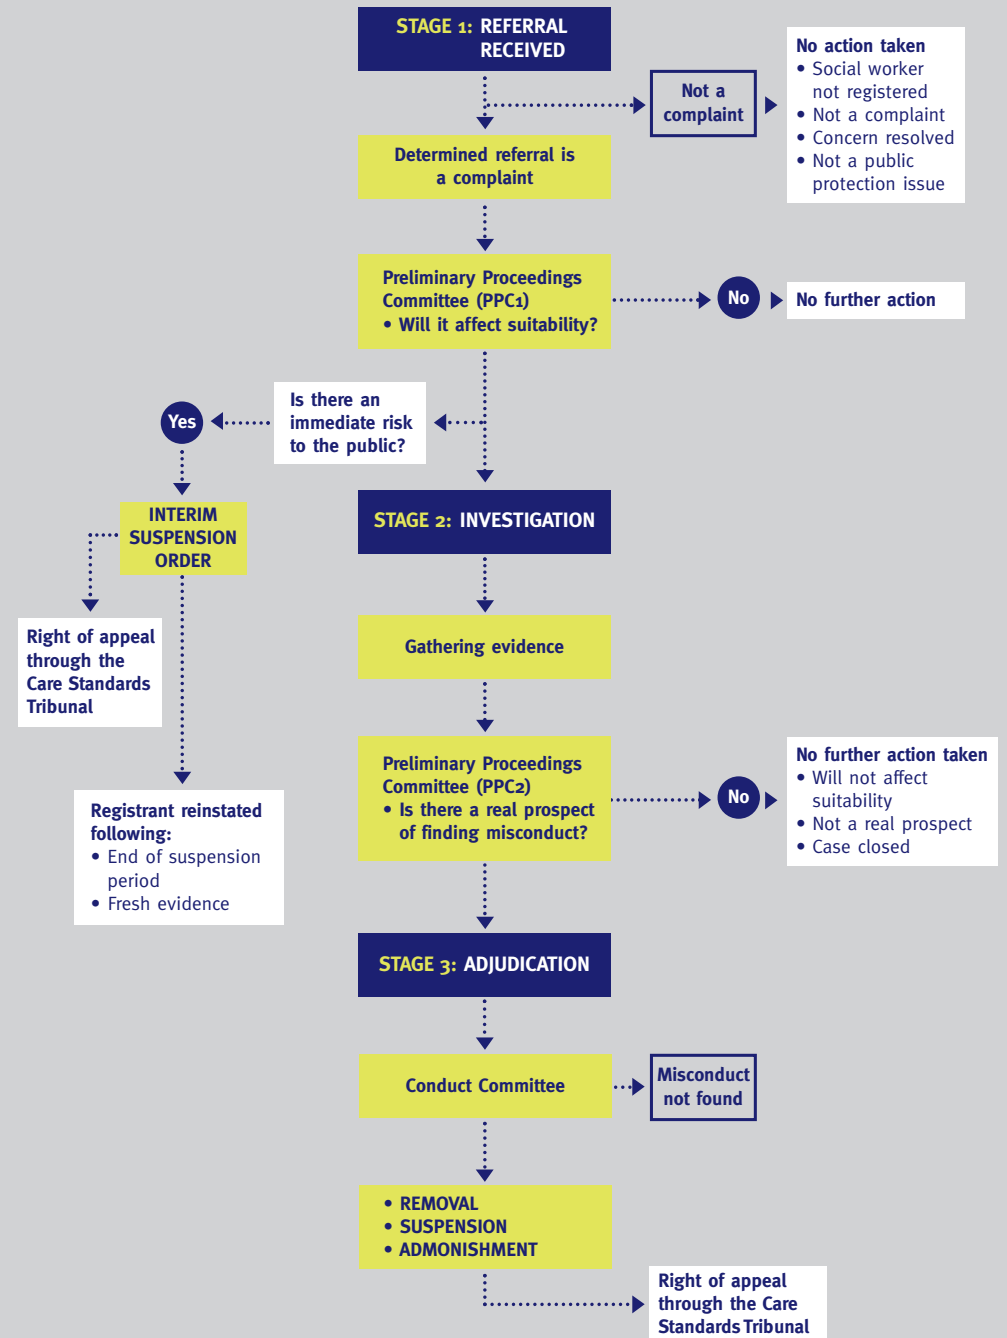 STAGE 1: REFERRAL
RECEIVED
Not a
complaint
No action taken
• Social worker
not registered
• Not a complaint
• Concern resolved
• Not a public
protection issue
Determined referral is
a complaint
Preliminary Proceedings
Committee (PPC1)
• Will it affect suitability?
No
No further action
Is there an
immediate risk
to the public?
Yes
INTERIM
SUSPENSION
ORDER
Right of appeal
through the
Care Standards
Tribunal
Registrant reinstated
following:
• End of suspension
period
• Fresh evidence
STAGE 2: INVESTIGATION
Gathering evidence
Preliminary Proceedings
Committee (PPC2)
• Is there a real prospect
of finding misconduct?
No
No further action taken
• Will not affect
suitability
• Not a real prospect
• Case closed
STAGE 3: ADJUDICATION
Conduct Committee
Misconduct
not found
• REMOVAL
• SUSPENSION
• ADMONISHMENT
Right of appeal
through the Care
Standards Tribunal